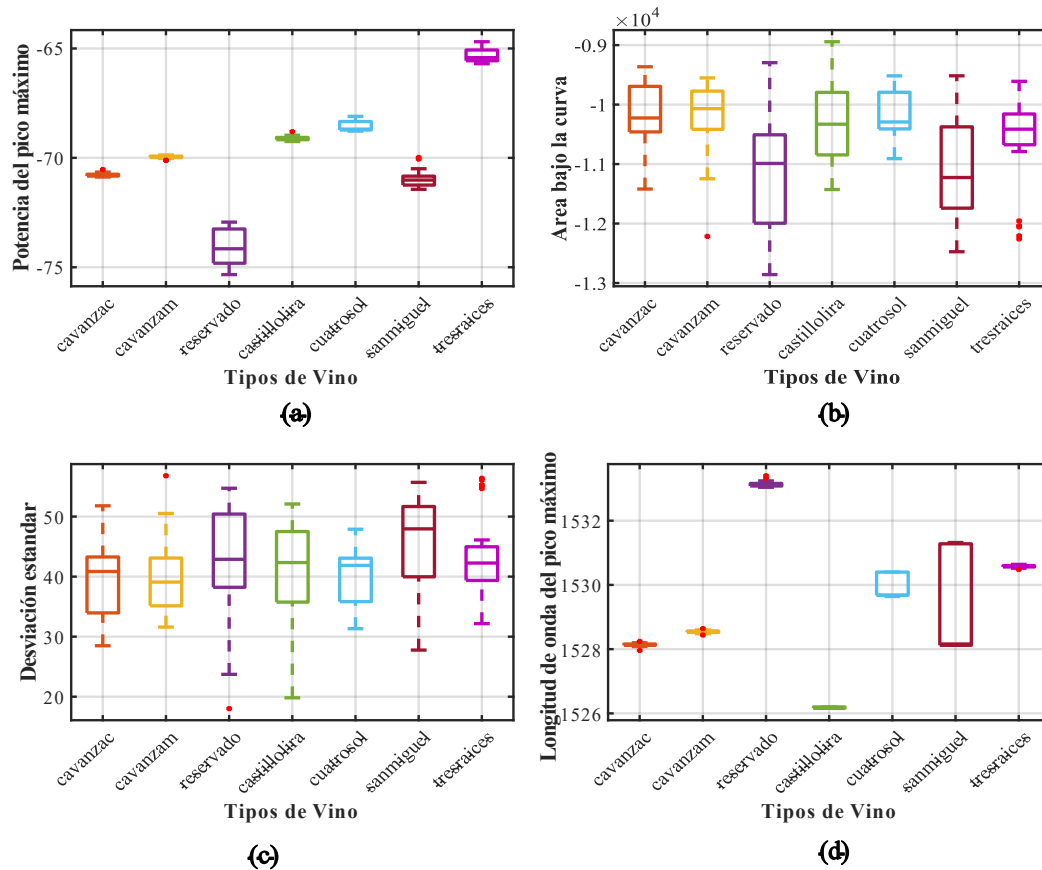 Potencia del pico máximo
-65
-70
-75
cavanzac
cavanzam
reservado
castillolira
cuatrosol
sanmiguel
tresraices
Tipos de Vino
(a)
×10⁴
Area bajo la curva
-0.9
-1
-1.1
-1.2
-1.3
cavanzac
cavanzam
reservado
castillolira
cuatrosol
sanmiguel
tresraices
Tipos de Vino
(b)
Desviación estandar
50
40
30
20
cavanzac
cavanzam
reservado
castillolira
cuatrosol
sanmiguel
tresraices
Tipos de Vino
(c)
Longitud de onda del pico máximo
1532
1530
1528
1526
cavanzac
cavanzam
reservado
castillolira
cuatrosol
sanmiguel
tresraices
Tipos de Vino
(d)